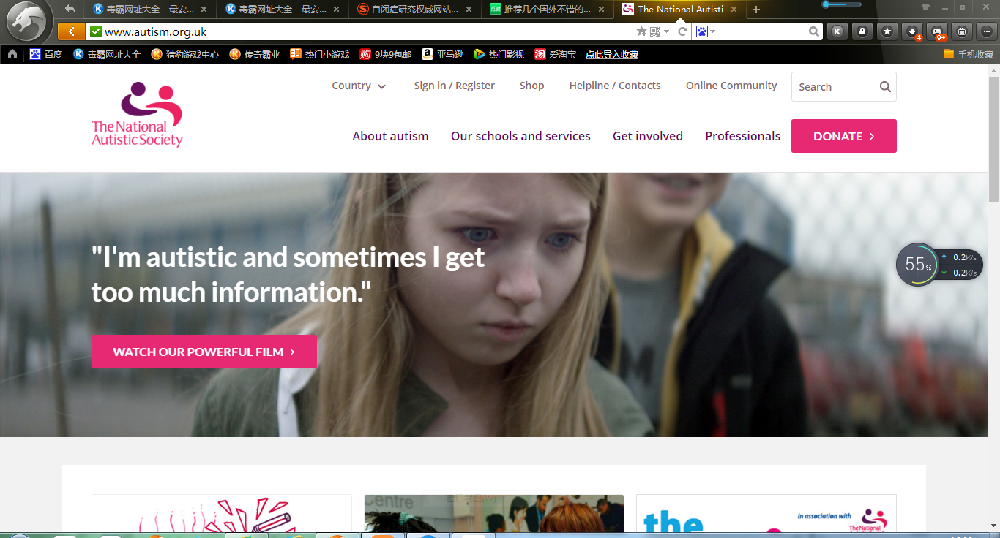 毒霸网址大全 - 最安...
毒霸网址大全 - 最安...
自闭症研究权威网站...
推荐几个国外不错的...
The National Autisti
www.autism.org.uk
4
9+
百度
毒霸网址大全
猎豹游戏中心
传奇霸业
热门小游戏
9块9包邮
亚马逊
热门影视
爱淘宝
点此导入收藏
手机收藏
Country
Sign in / Register
Shop
Helpline / Contacts
Online Community
Search
The National
Autistic Society
About autism
Our schools and services
Get involved
Professionals
DONATE
"I'm autistic and sometimes I get
too much information."
WATCH OUR POWERFUL FILM
55%
0.2K/s
0.2K/s
centre
the
in association with
The National